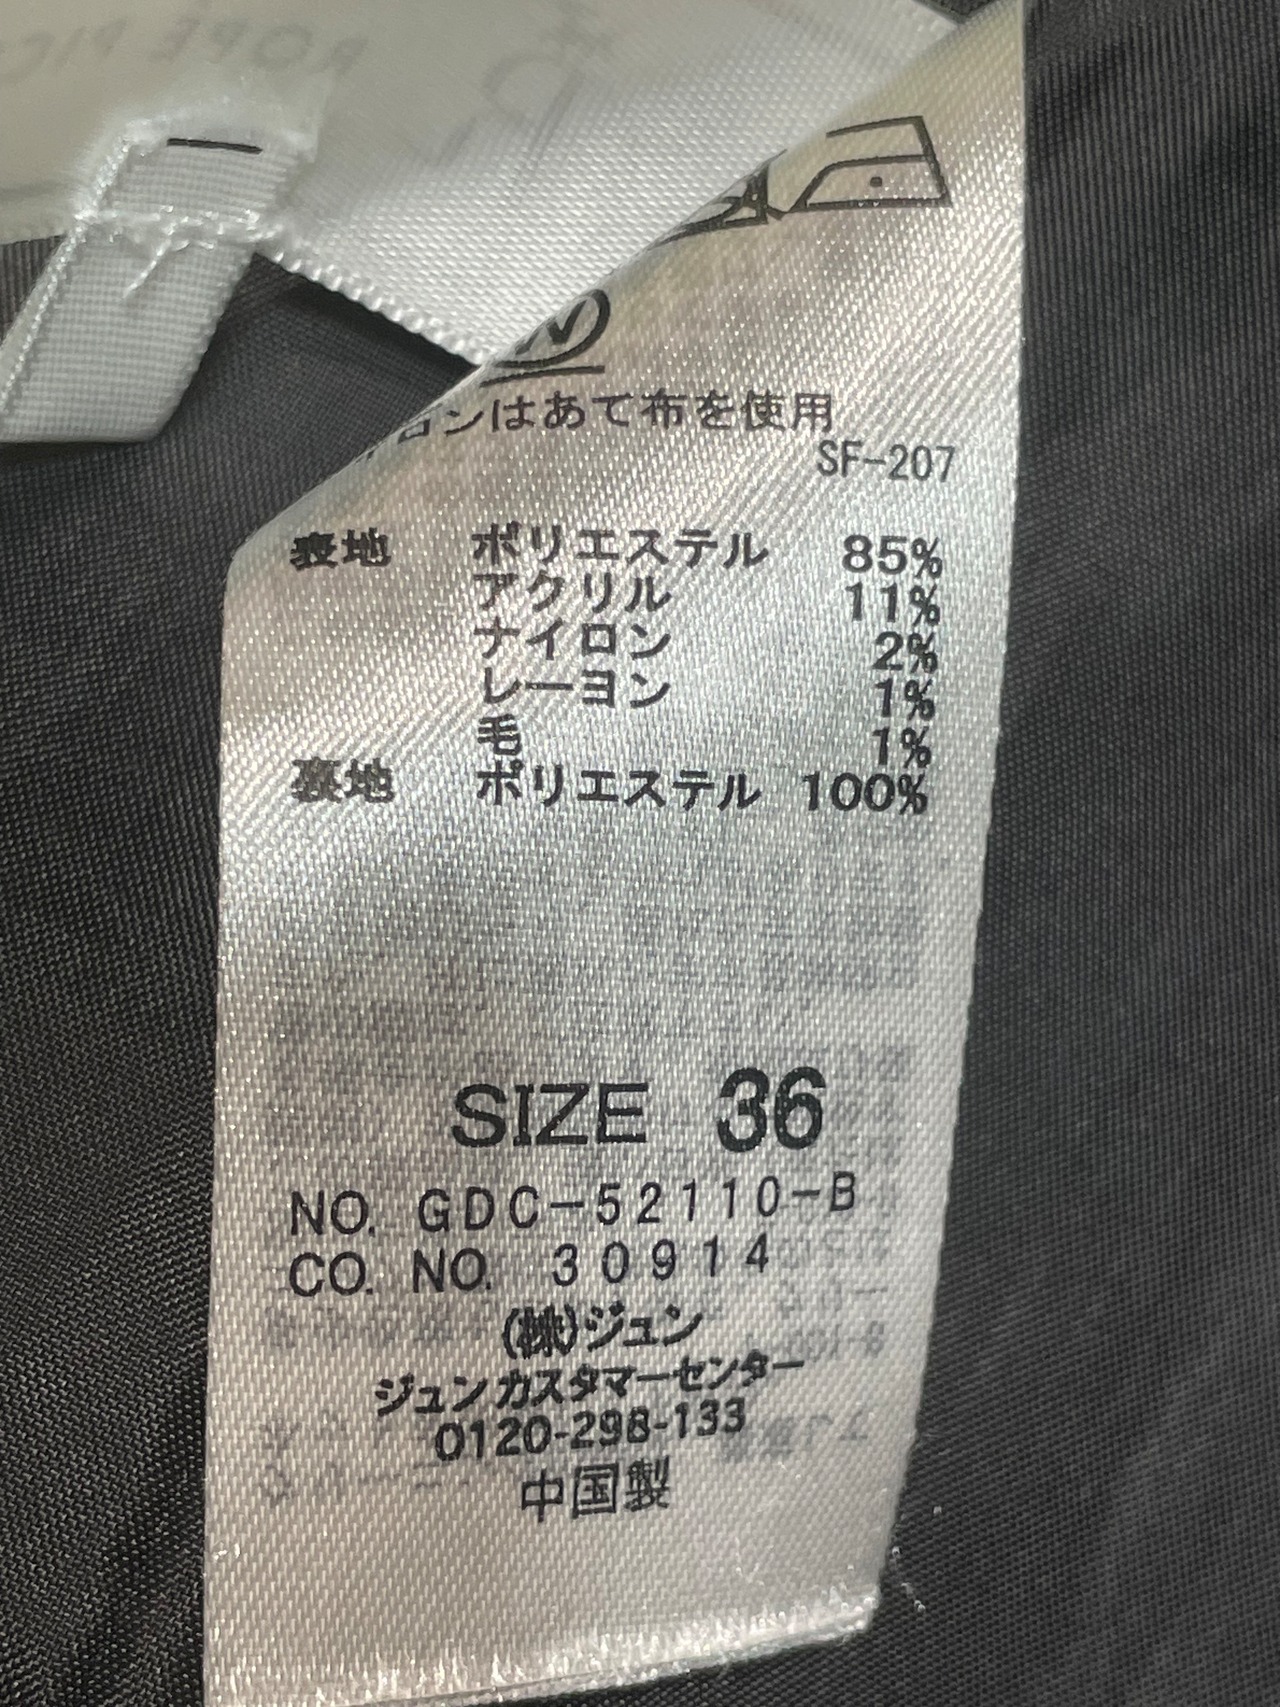 ROPE PIC
ロンはあて布を使用
SF-207
表地 ポリエステル 85%
アクリル 11%
ナイロン 2%
レーヨン 1%
毛 1%
裏地 ポリエステル 100%
SIZE 36
NO. GDC-52110-B
CO. NO. 30914
(株)ジュン
ジュンカスタマーセンター
0120-298-133
中国製